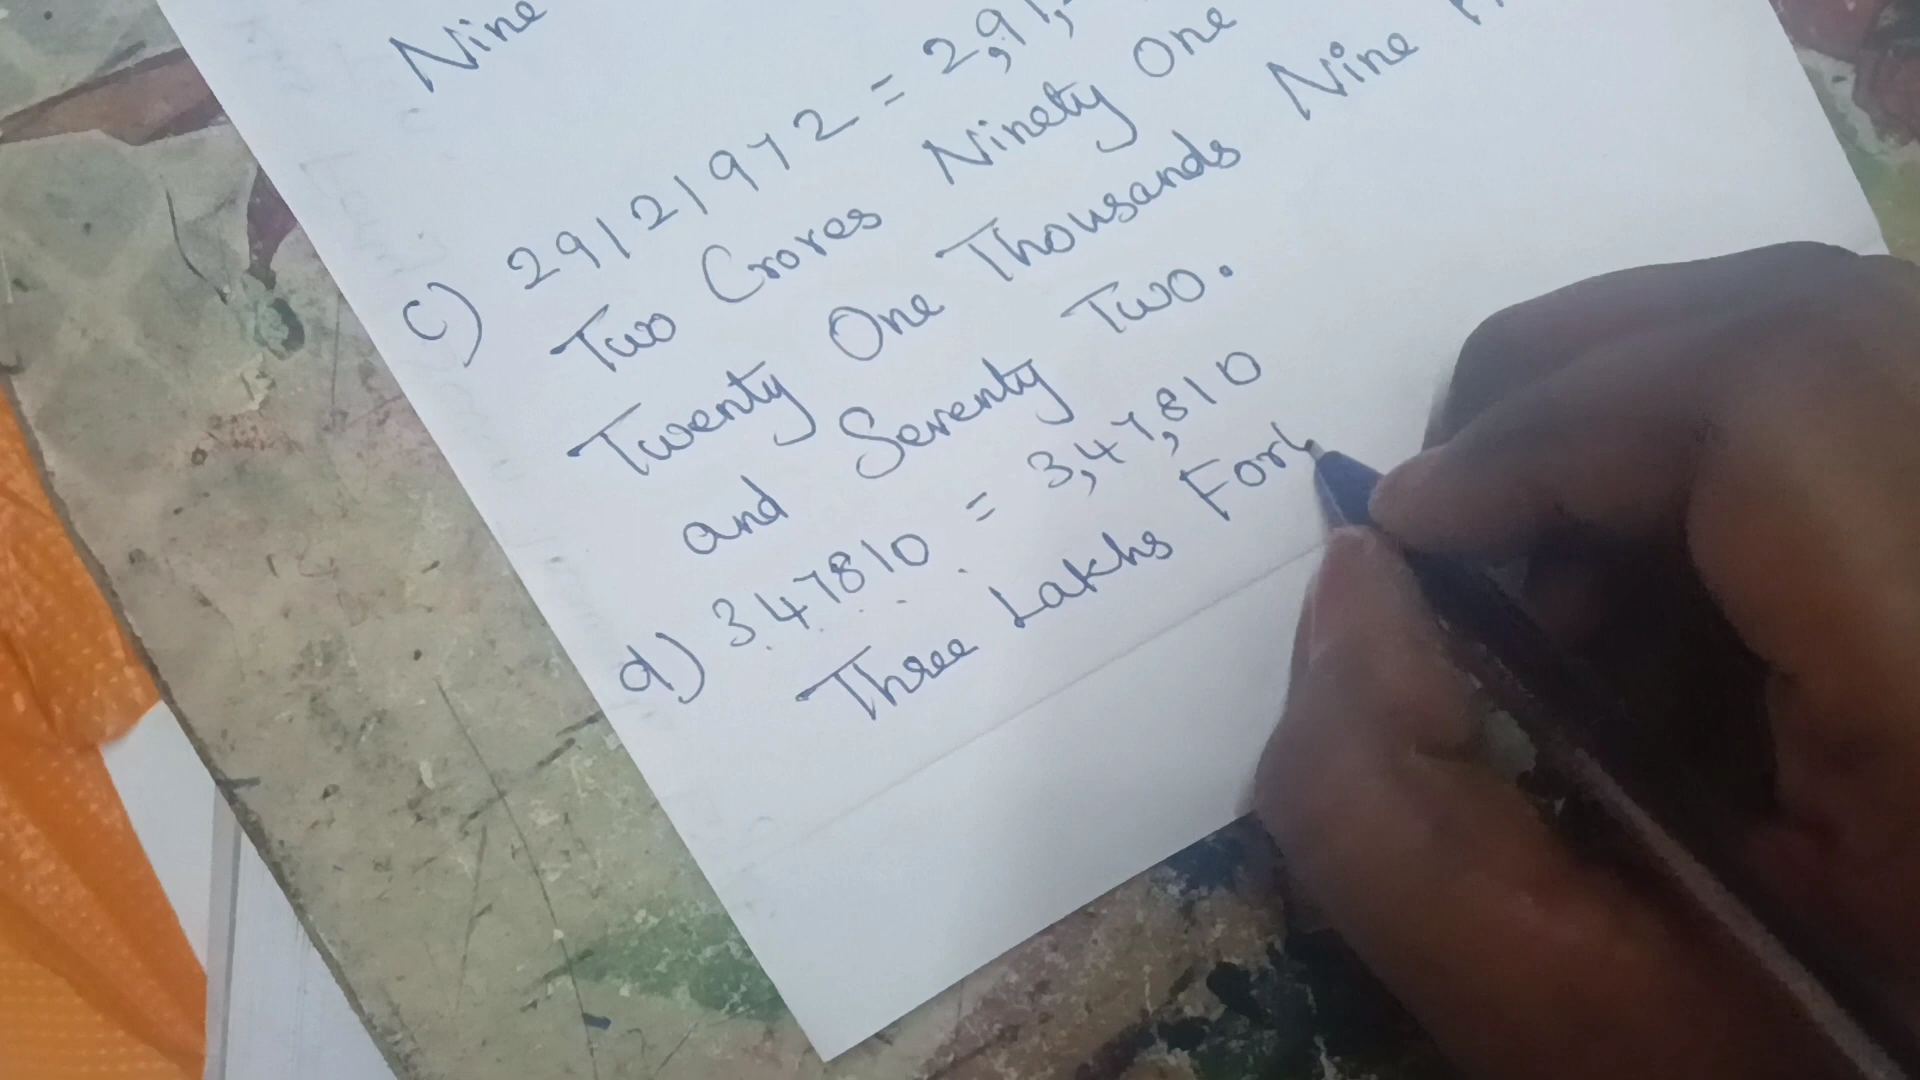 Nine
c) 29121972 = 2,91,
Two Crores Ninety One
Twenty One Thousands Nine
and Seventy Two.
d) 347810 = 3,47,810
Three Lakhs For